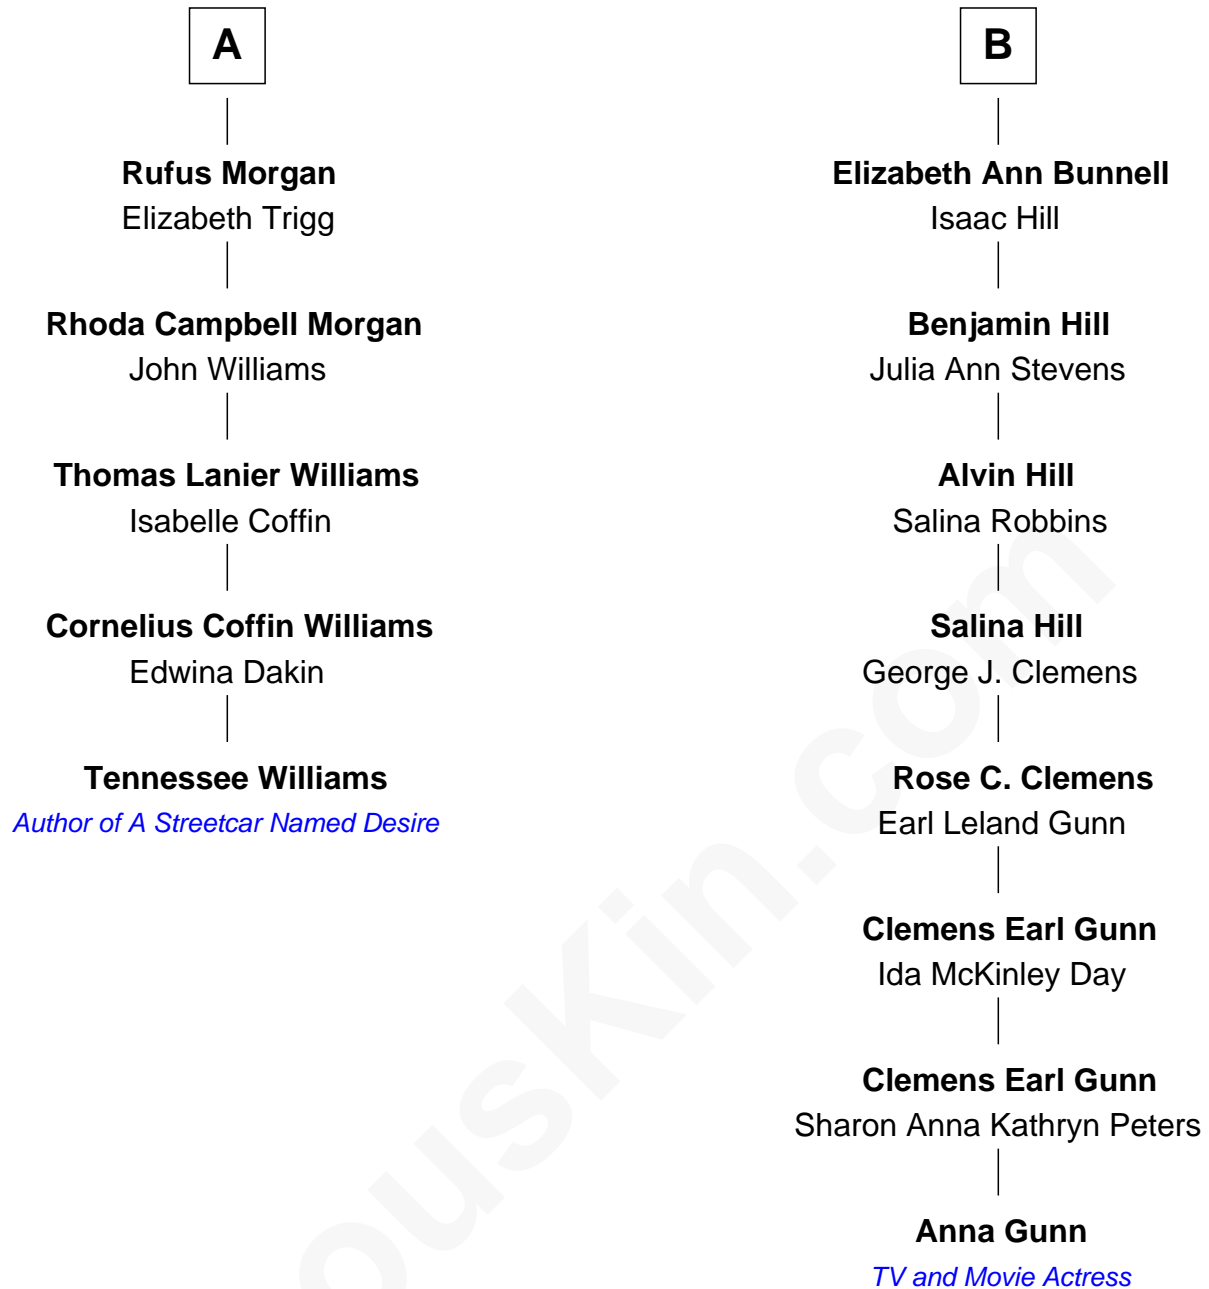 A
Rufus Morgan
Elizabeth Trigg
Rhoda Campbell Morgan
John Williams
Thomas Lanier Williams
Isabelle Coffin
Cornelius Coffin Williams
Edwina Dakin
Tennessee Williams
Author of A Streetcar Named Desire
B
Elizabeth Ann Bunnell
Isaac Hill
Benjamin Hill
Julia Ann Stevens
Alvin Hill
Salina Robbins
Salina Hill
George J. Clemens
Rose C. Clemens
Earl Leland Gunn
Clemens Earl Gunn
Ida McKinley Day
Clemens Earl Gunn
Sharon Anna Kathryn Peters
Anna Gunn
TV and Movie Actress
ousKin.com